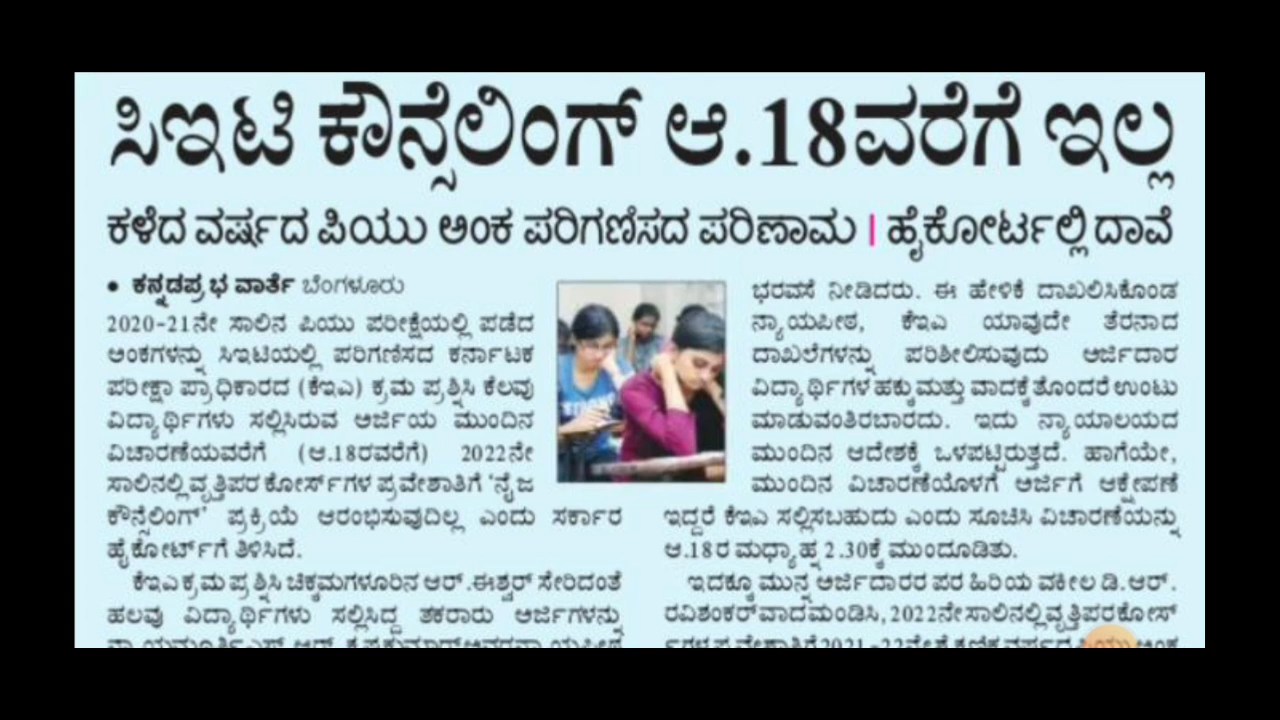 ಸಿಇಟಿ ಕೌನ್ಸೆಲಿಂಗ್ ಆ.18ವರೆಗೆ ಇಲ್ಲ
ಕಳೆದ ವರ್ಷದ ಪಿಯು ಅಂಕ ಪರಿಗಣಿಸದ ಪರಿಣಾಮ | ಹೈಕೋರ್ಟಲ್ಲಿ ದಾವೆ
• ಕನ್ನಡಪ್ರಭ ವಾರ್ತೆ ಬೆಂಗಳೂರು
2020-21ನೇ ಸಾಲಿನ ಪಿಯು ಪರೀಕ್ಷೆಯಲ್ಲಿ ಪಡೆದ
ಅಂಕಗಳನ್ನು ಸಿಇಟಿಯಲ್ಲಿ ಪರಿಗಣಿಸದ ಕರ್ನಾಟಕ
ಪರೀಕ್ಷಾ ಪ್ರಾಧಿಕಾರದ (ಕೆಇಎ) ಕ್ರಮ ಪ್ರಶ್ನಿಸಿ ಕೆಲವು
ವಿದ್ಯಾರ್ಥಿಗಳು ಸಲ್ಲಿಸಿರುವ ಅರ್ಜಿಯ ಮುಂದಿನ
ವಿಚಾರಣೆಯವರೆಗೆ (ಆ.18ರವರೆಗೆ) 2022ನೇ
ಸಾಲಿನಲ್ಲಿ ವೃತ್ತಿಪರ ಕೋರ್ಸ್‌ಗಳ ಪ್ರವೇಶಾತಿಗೆ 'ನೈಜ
ಕೌನ್ಸೆಲಿಂಗ್' ಪ್ರಕ್ರಿಯೆ ಆರಂಭಿಸುವುದಿಲ್ಲ ಎಂದು ಸರ್ಕಾರ
ಹೈಕೋರ್ಟ್‌ಗೆ ತಿಳಿಸಿದೆ.
ಕೆಇಎ ಕ್ರಮ ಪ್ರಶ್ನಿಸಿ ಚಿಕ್ಕಮಗಳೂರಿನ ಆರ್.ಈಶ್ವರ್ ಸೇರಿದಂತೆ
ಹಲವು ವಿದ್ಯಾರ್ಥಿಗಳು ಸಲ್ಲಿಸಿದ್ದ ತಕರಾರು ಅರ್ಜಿಗಳನ್ನು
ಭರವಸೆ ನೀಡಿದರು. ಈ ಹೇಳಿಕೆ ದಾಖಲಿಸಿಕೊಂಡ
ನ್ಯಾಯಪೀಠ, ಕೆಇಎ ಯಾವುದೇ ತೆರನಾದ
ದಾಖಲೆಗಳನ್ನು ಪರಿಶೀಲಿಸುವುದು ಅರ್ಜಿದಾರ
ವಿದ್ಯಾರ್ಥಿಗಳ ಹಕ್ಕು ಮತ್ತು ವಾದಕ್ಕೆ ತೊಂದರೆ ಉಂಟು
ಮಾಡುವಂತಿರಬಾರದು. ಇದು ನ್ಯಾಯಾಲಯದ
ಮುಂದಿನ ಆದೇಶಕ್ಕೆ ಒಳಪಟ್ಟಿರುತ್ತದೆ. ಹಾಗೆಯೇ,
ಮುಂದಿನ ವಿಚಾರಣೆಯೊಳಗೆ ಅರ್ಜಿಗೆ ಆಕ್ಷೇಪಣೆ
ಇದ್ದರೆ ಕೆಇಎ ಸಲ್ಲಿಸಬಹುದು ಎಂದು ಸೂಚಿಸಿ ವಿಚಾರಣೆಯನ್ನು
ಆ.18ರ ಮಧ್ಯಾಹ್ನ 2.30ಕ್ಕೆ ಮುಂದೂಡಿತು.
ಇದಕ್ಕೂ ಮುನ್ನ ಅರ್ಜಿದಾರರ ಪರ ಹಿರಿಯ ವಕೀಲ ಡಿ.ಆರ್.
ರವಿಶಂಕರ್ ವಾದ ಮಂಡಿಸಿ, 2022ನೇ ಸಾಲಿನಲ್ಲಿ ವೃತ್ತಿಪರ ಕೋಸ್